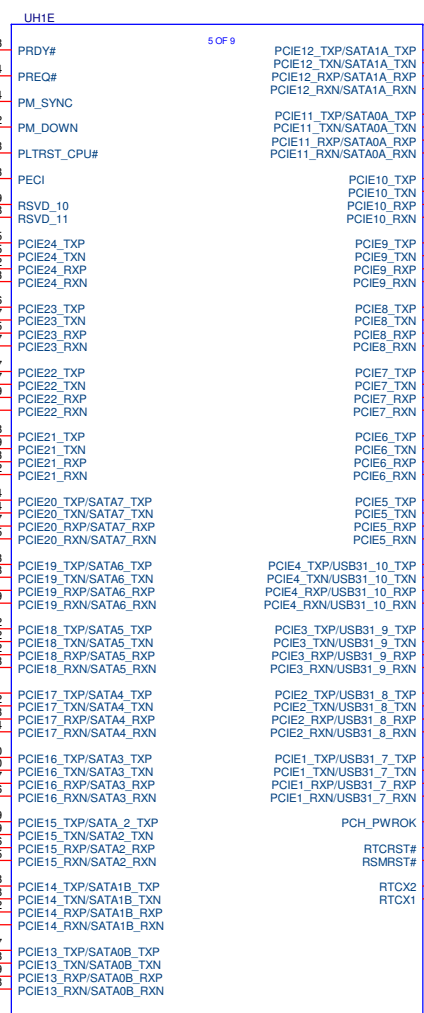 UH1E
5 OF 9
PRDY#
PREQ#
PM_SYNC
PM_DOWN
PLTRST_CPU#
PECI
RSVD_10
RSVD_11
PCIE24_TXP
PCIE24_TXN
PCIE24_RXP
PCIE24_RXN
PCIE23_TXP
PCIE23_TXN
PCIE23_RXP
PCIE23_RXN
PCIE22_TXP
PCIE22_TXN
PCIE22_RXP
PCIE22_RXN
PCIE21_TXP
PCIE21_TXN
PCIE21_RXP
PCIE21_RXN
PCIE20_TXP/SATA7_TXP
PCIE20_TXN/SATA7_TXN
PCIE20_RXP/SATA7_RXP
PCIE20_RXN/SATA7_RXN
PCIE19_TXP/SATA6_TXP
PCIE19_TXN/SATA6_TXN
PCIE19_RXP/SATA6_RXP
PCIE19_RXN/SATA6_RXN
PCIE18_TXP/SATA5_TXP
PCIE18_TXN/SATA5_TXN
PCIE18_RXP/SATA5_RXP
PCIE18_RXN/SATA5_RXN
PCIE17_TXP/SATA4_TXP
PCIE17_TXN/SATA4_TXN
PCIE17_RXP/SATA4_RXP
PCIE17_RXN/SATA4_RXN
PCIE16_TXP/SATA3_TXP
PCIE16_TXN/SATA3_TXN
PCIE16_RXP/SATA3_RXP
PCIE16_RXN/SATA3_RXN
PCIE15_TXP/SATA_2_TXP
PCIE15_TXN/SATA2_TXN
PCIE15_RXP/SATA2_RXP
PCIE15_RXN/SATA2_RXN
PCIE14_TXP/SATA1B_TXP
PCIE14_TXN/SATA1B_TXN
PCIE14_RXP/SATA1B_RXP
PCIE14_RXN/SATA1B_RXN
PCIE13_TXP/SATA0B_TXP
PCIE13_TXN/SATA0B_TXN
PCIE13_RXP/SATA0B_RXP
PCIE13_RXN/SATA0B_RXN
PCIE12_TXP/SATA1A_TXP
PCIE12_TXN/SATA1A_TXN
PCIE12_RXP/SATA1A_RXP
PCIE12_RXN/SATA1A_RXN
PCIE11_TXP/SATA0A_TXP
PCIE11_TXN/SATA0A_TXN
PCIE11_RXP/SATA0A_RXP
PCIE11_RXN/SATA0A_RXN
PCIE10_TXP
PCIE10_TXN
PCIE10_RXP
PCIE10_RXN
PCIE9_TXP
PCIE9_TXN
PCIE9_RXP
PCIE9_RXN
PCIE8_TXP
PCIE8_TXN
PCIE8_RXP
PCIE8_RXN
PCIE7_TXP
PCIE7_TXN
PCIE7_RXP
PCIE7_RXN
PCIE6_TXP
PCIE6_TXN
PCIE6_RXP
PCIE6_RXN
PCIE5_TXP
PCIE5_TXN
PCIE5_RXP
PCIE5_RXN
PCIE4_TXP/USB31_10_TXP
PCIE4_TXN/USB31_10_TXN
PCIE4_RXP/USB31_10_RXP
PCIE4_RXN/USB31_10_RXN
PCIE3_TXP/USB31_9_TXP
PCIE3_TXN/USB31_9_TXN
PCIE3_RXP/USB31_9_RXP
PCIE3_RXN/USB31_9_RXN
PCIE2_TXP/USB31_8_TXP
PCIE2_TXN/USB31_8_TXN
PCIE2_RXP/USB31_8_RXP
PCIE2_RXN/USB31_8_RXN
PCIE1_TXP/USB31_7_TXP
PCIE1_TXN/USB31_7_TXN
PCIE1_RXP/USB31_7_RXP
PCIE1_RXN/USB31_7_RXN
PCH_PWROK
RTCRST#
RSMRST#
RTCX2
RTCX1